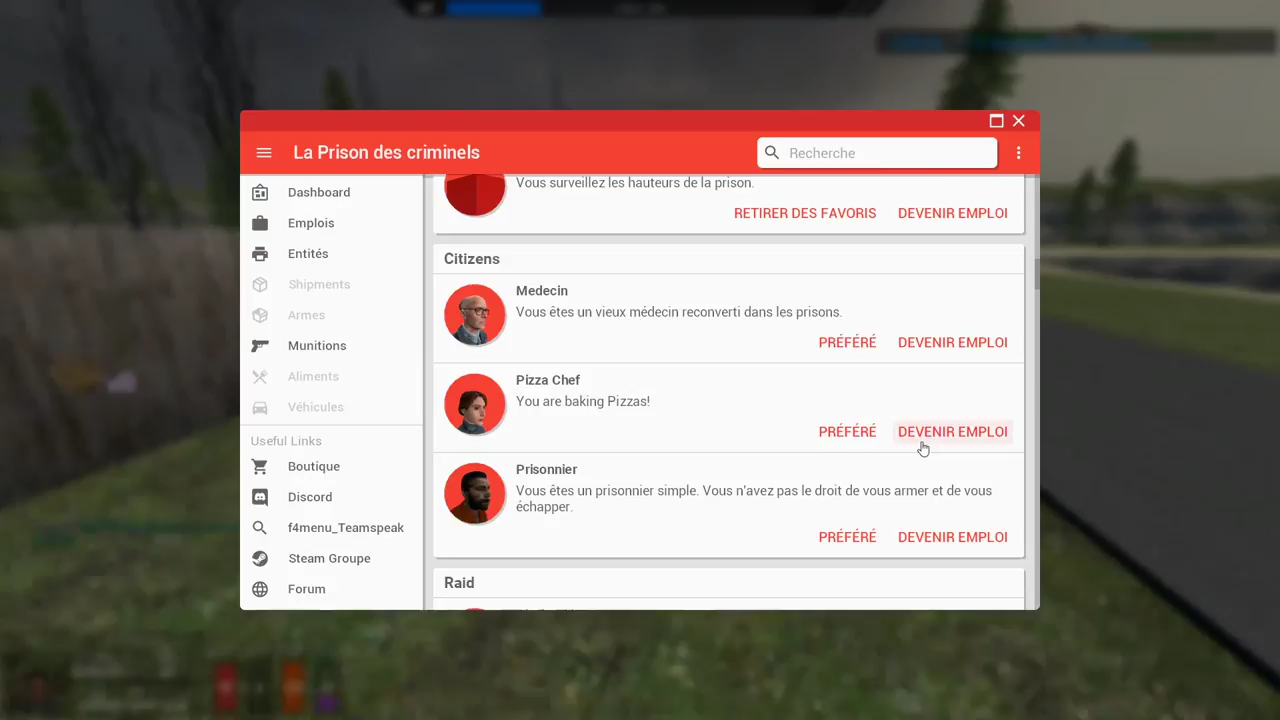 La Prison des criminels
Recherche
Dashboard
Emplois
Entités
Shipments
Armes
Munitions
Aliments
Véhicules
Useful Links
Boutique
Discord
f4menu_Teamspeak
Steam Groupe
Forum
Vous surveillez les hauteurs de la prison.
RETIRER DES FAVORIS DEVENIR EMPLOI
Citizens
Medecin
Vous êtes un vieux médecin reconverti dans les prisons.
PRÉFÉRÉ DEVENIR EMPLOI
Pizza Chef
You are baking Pizzas!
PRÉFÉRÉ DEVENIR EMPLOI
Prisonnier
Vous êtes un prisonnier simple. Vous n'avez pas le droit de vous armer et de vous
échapper.
PRÉFÉRÉ DEVENIR EMPLOI
Raid